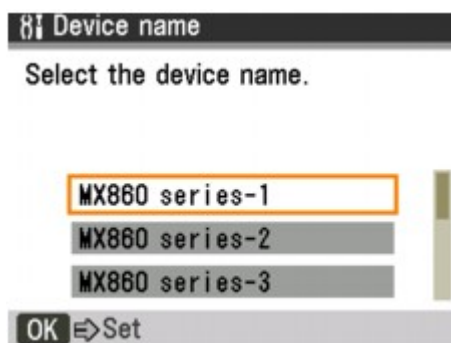 Device name
Select the device name.
MX860 series-1
MX860 series-2
MX860 series-3
OK ⇨Set